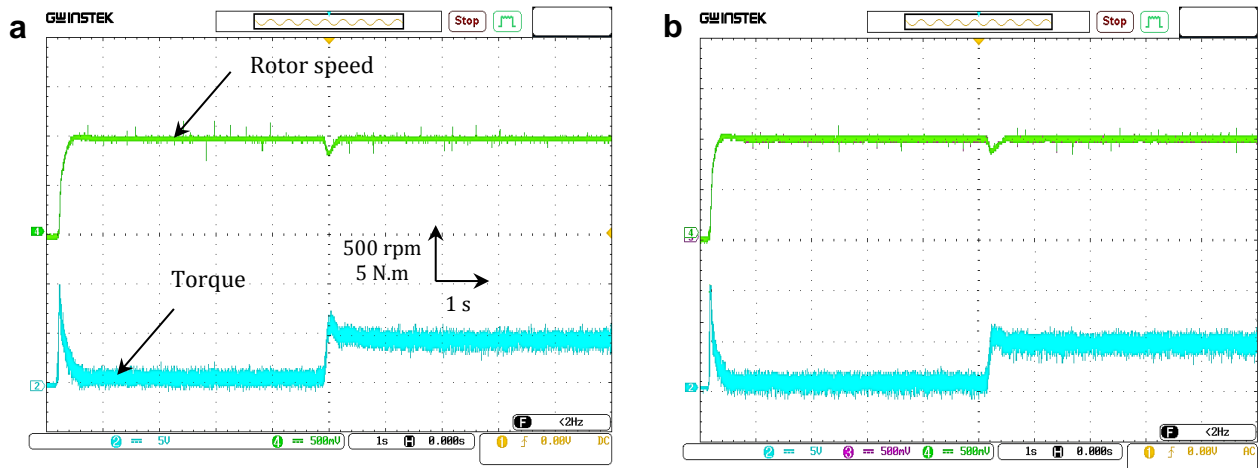 a
GWINSTEK
Stop
Rotor speed
4
500 rpm
5 N.m
1 s
Torque
2
F <2Hz
2 5V 4 500mV 1s H 0.000s 1 0.00V DC
b
GWINSTEK
Stop
4
3
2
F <2Hz
2 5V 3 500mV 4 500mV 1s H 0.000s 1 0.00V AC